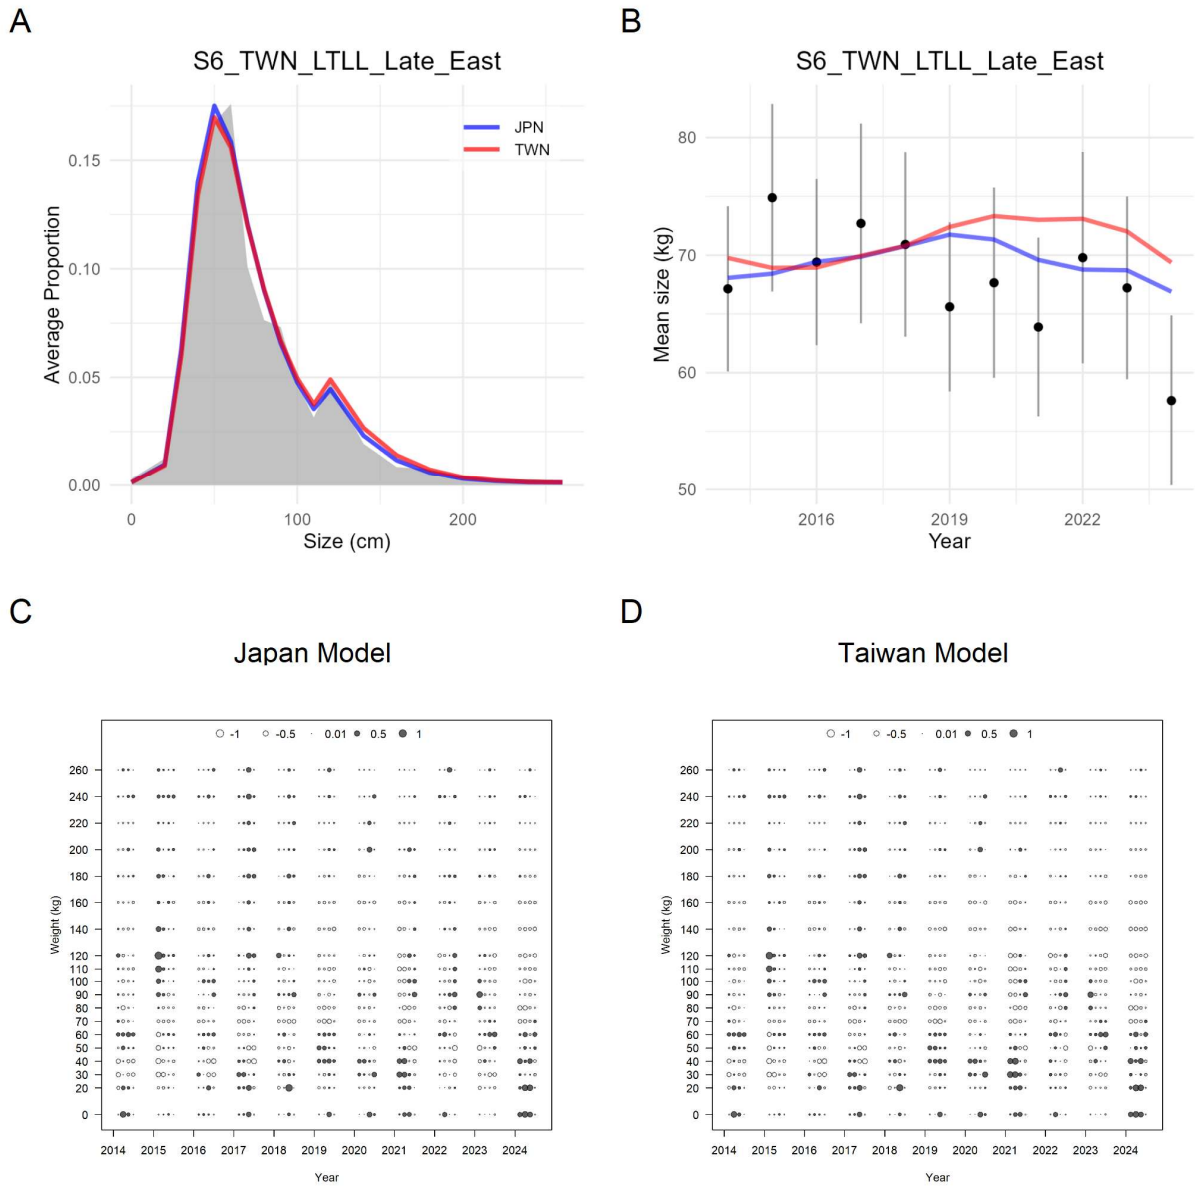 A
S6_TWN_LTLL_Late_East
JPN
TWN
0.15
0.10
0.05
0.00
Average Proportion
0 100 200
Size (cm)
B
S6_TWN_LTLL_Late_East
80
70
60
50
Mean size (kg)
2016 2019 2022
Year
C
Japan Model
-1 -0.5 0.01 0.5 1
260
240
220
200
180
160
140
120
110
100
90
80
70
60
50
40
30
20
0
Weight (kg)
2014 2015 2016 2017 2018 2019 2020 2021 2022 2023 2024
Year
D
Taiwan Model
-1 -0.5 0.01 0.5 1
260
240
220
200
180
160
140
120
110
100
90
80
70
60
50
40
30
20
0
Weight (kg)
2014 2015 2016 2017 2018 2019 2020 2021 2022 2023 2024
Year